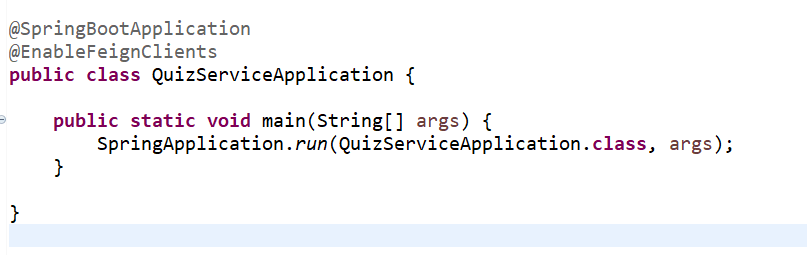 @SpringBootApplication
@EnableFeignClients
public class QuizServiceApplication {
public static void main(String[] args) {
SpringApplication.run(QuizServiceApplication.class, args);
}
}